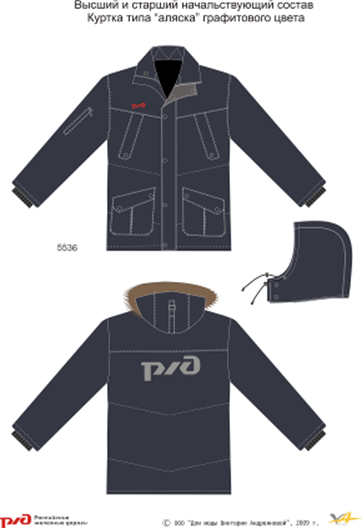 Высший и старший начальствующий состав
Куртка типа "аляска" графитового цвета
ржд
5536
ржд
ржд Российские
железные дороги
© ООО "Дом моды Виктории Андреяновой", 2009 г.